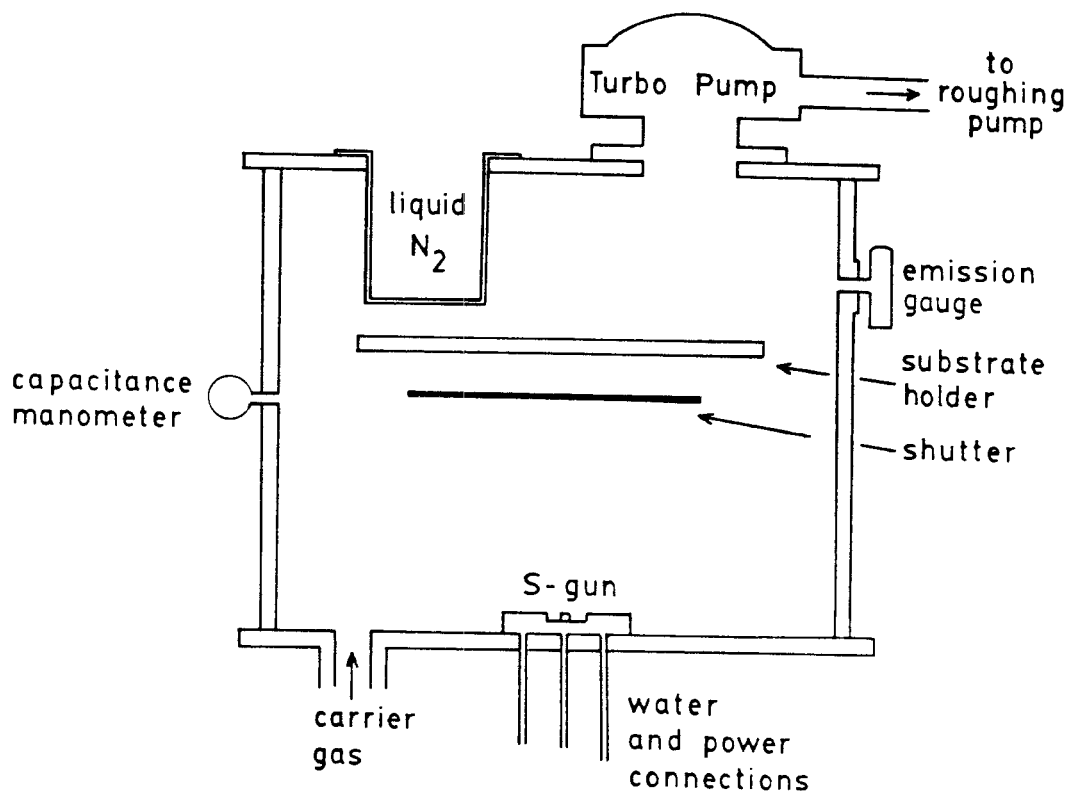 Turbo Pump
to
roughing
pump
liquid
N2
emission
gauge
substrate
holder
capacitance
manometer
shutter
S-gun
carrier
gas
water
and power
connections